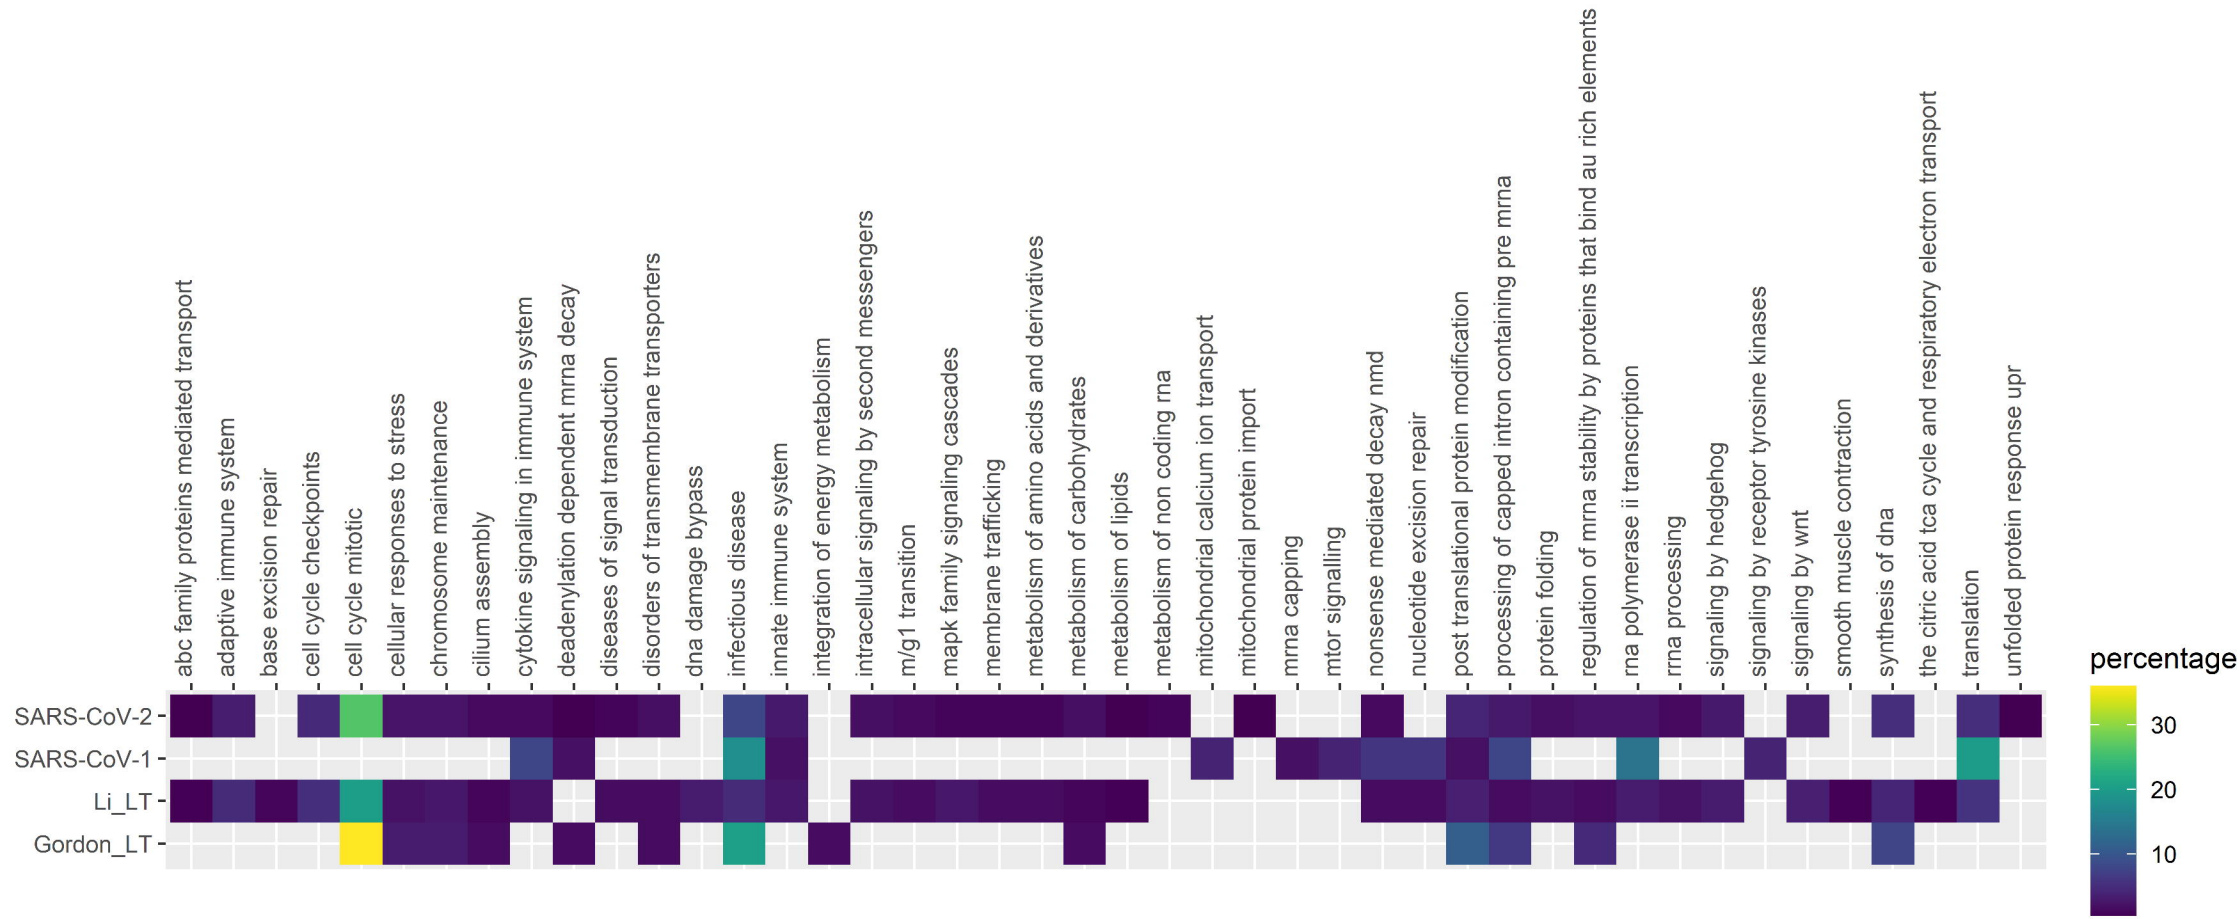 abc family proteins mediated transport
adaptive immune system
base excision repair
cell cycle checkpoints
cell cycle mitotic
cellular responses to stress
chromosome maintenance
cilium assembly
cytokine signaling in immune system
deadenylation dependent mrna decay
diseases of signal transduction
disorders of transmembrane transporters
dna damage bypass
infectious disease
innate immune system
integration of energy metabolism
intracellular signaling by second messengers
m/g1 transition
mapk family signaling cascades
membrane trafficking
metabolism of amino acids and derivatives
metabolism of carbohydrates
metabolism of lipids
metabolism of non coding rna
mitochondrial calcium ion transport
mitochondrial protein import
mrna capping
mtor signalling
nonsense mediated decay nmd
nucleotide excision repair
post translational protein modification
processing of capped intron containing pre mrna
protein folding
regulation of mrna stability by proteins that bind au rich elements
rna polymerase ii transcription
rrna processing
signaling by hedgehog
signaling by receptor tyrosine kinases
signaling by wnt
smooth muscle contraction
synthesis of dna
the citric acid tca cycle and respiratory electron transport
translation
unfolded protein response upr
SARS-CoV-2
SARS-CoV-1
Li_LT
Gordon_LT
percentage
30
20
10